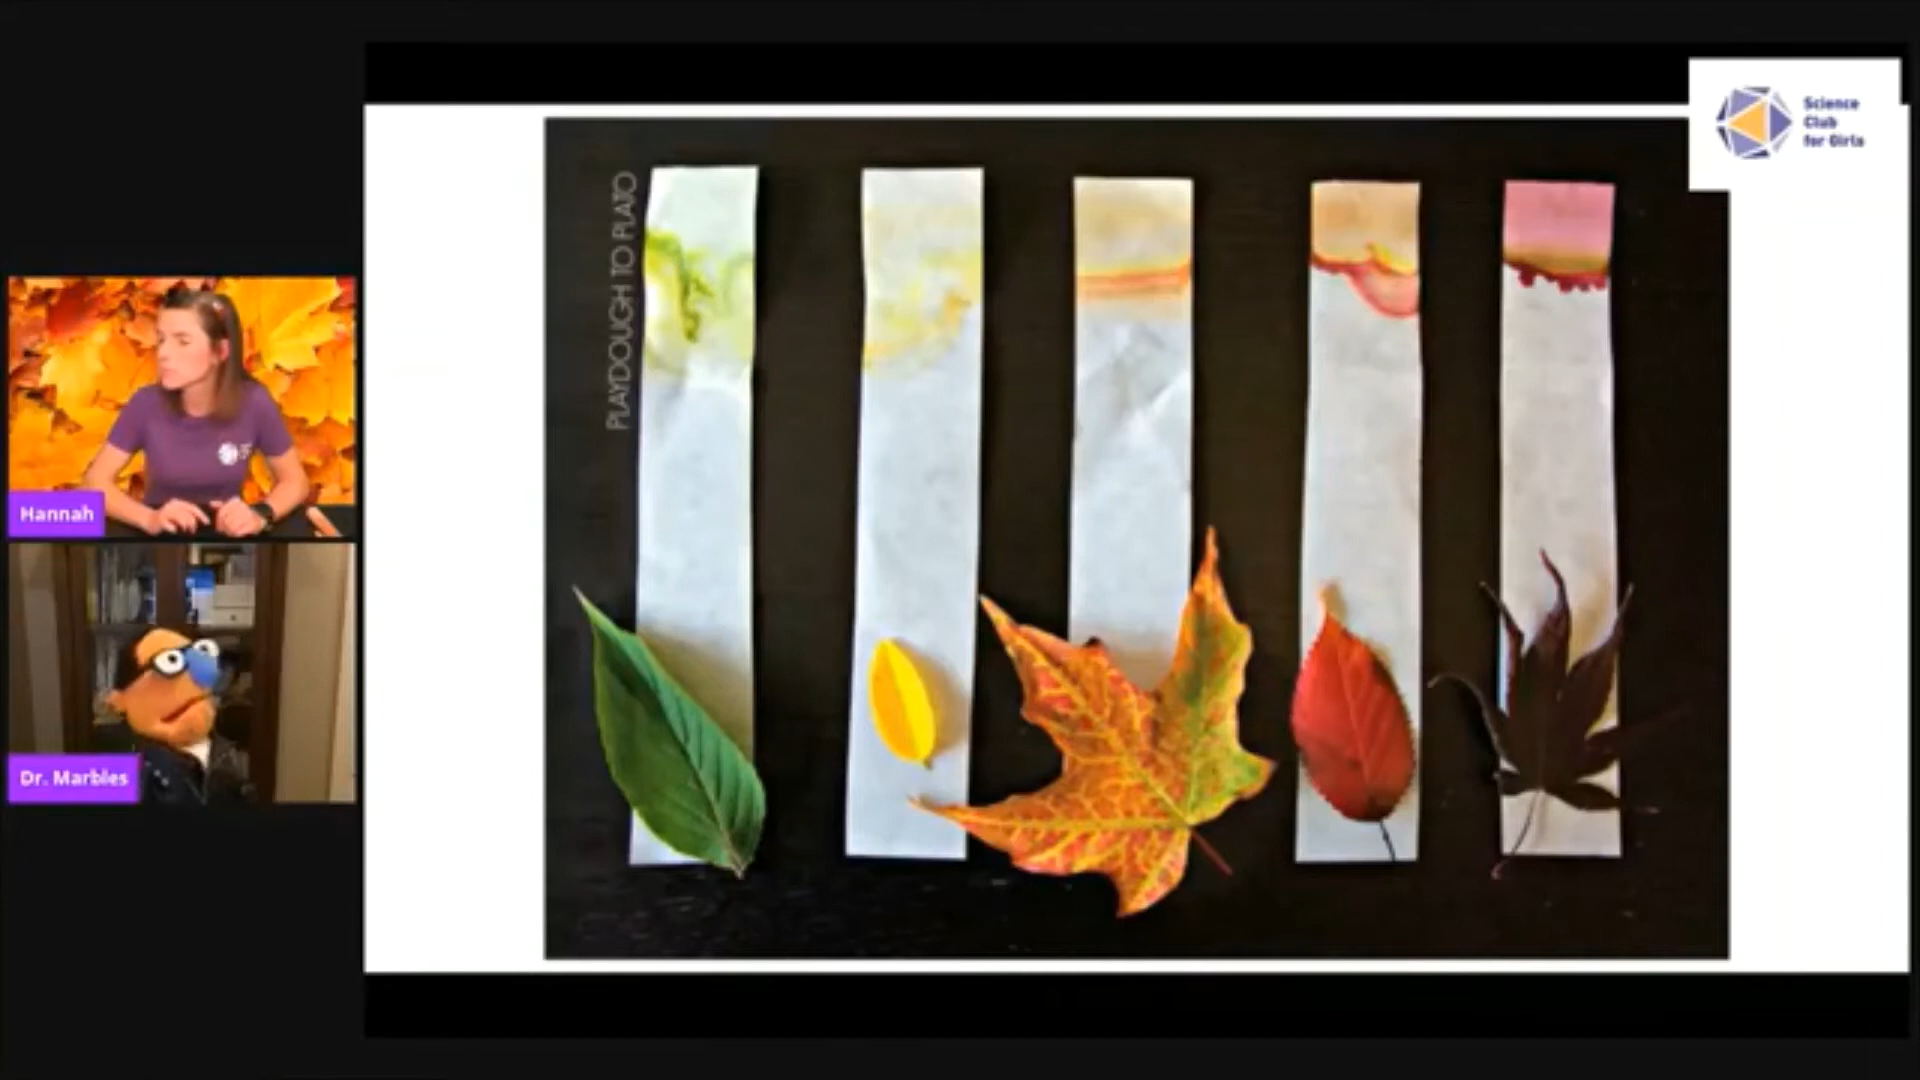 Science
Club
for Girls
PLAYDOUGH TO PLATO
Hannah
Dr. Marbles